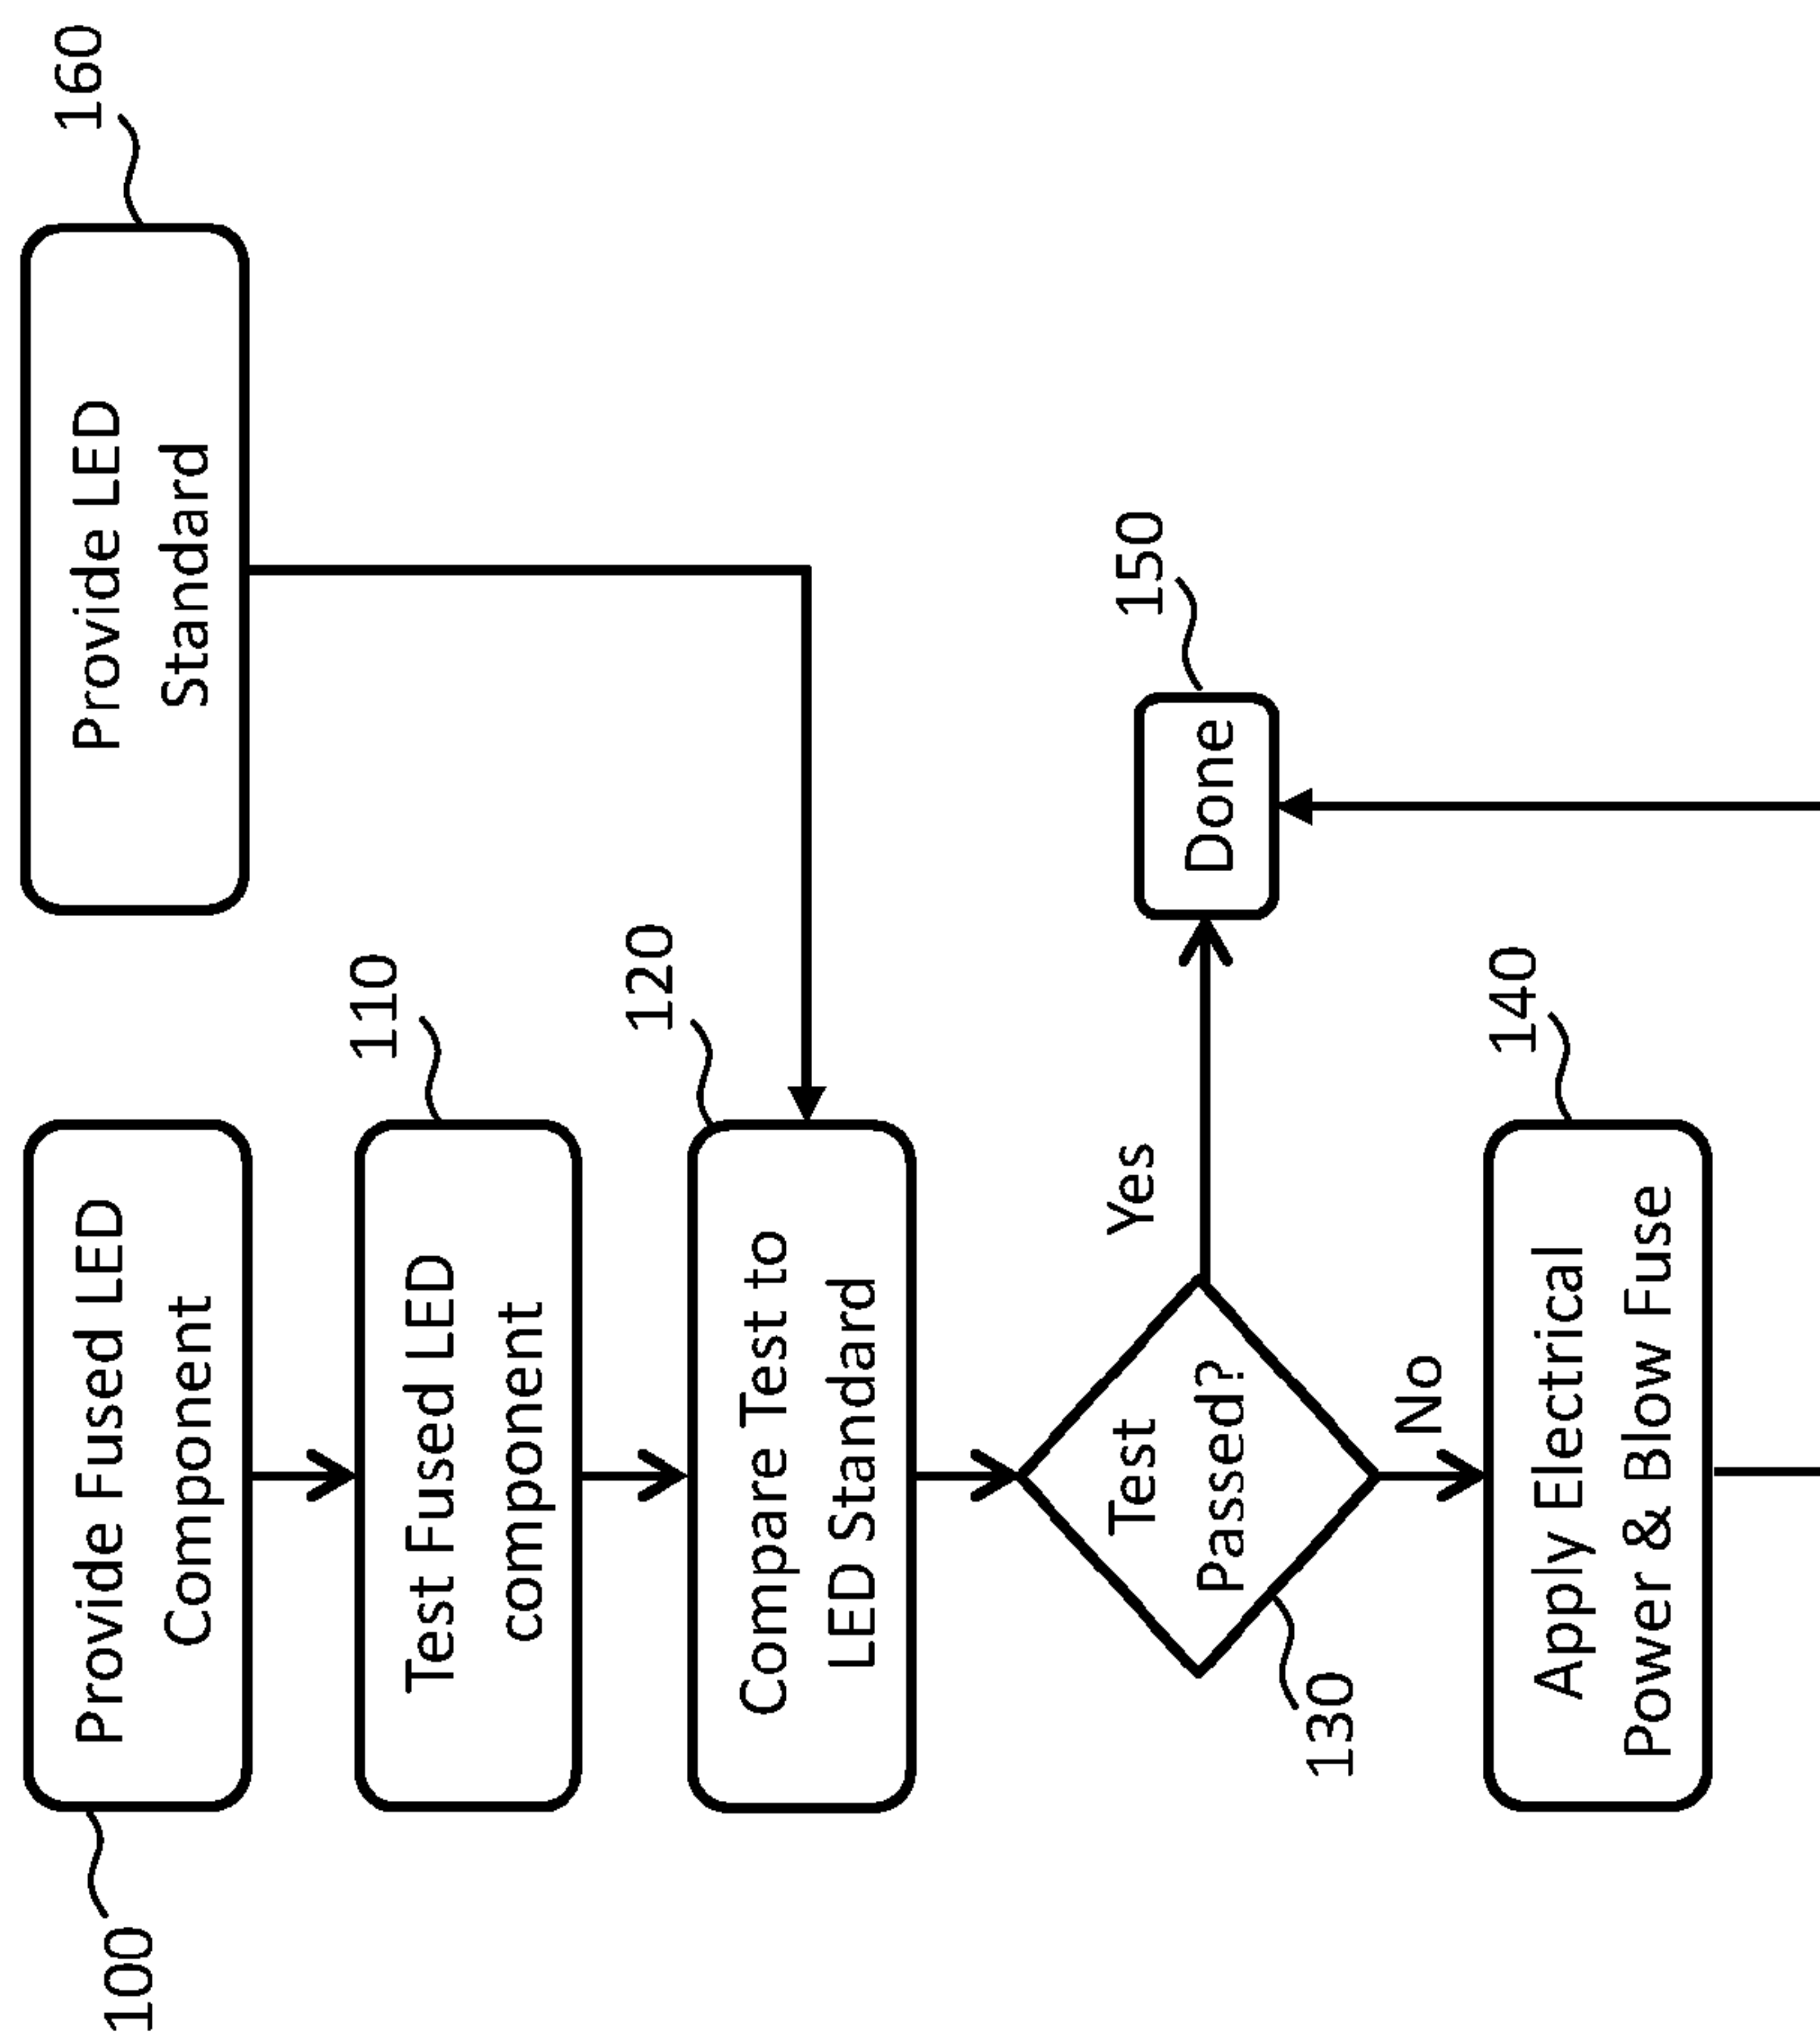 100
Provide Fused LED
Component
Provide LED
Standard
160
Test Fused LED
component
110
Compare Test to
LED Standard
120
Test
Passed?
130
Yes
Done
150
No
Apply Electrical
Power & Blow Fuse
140